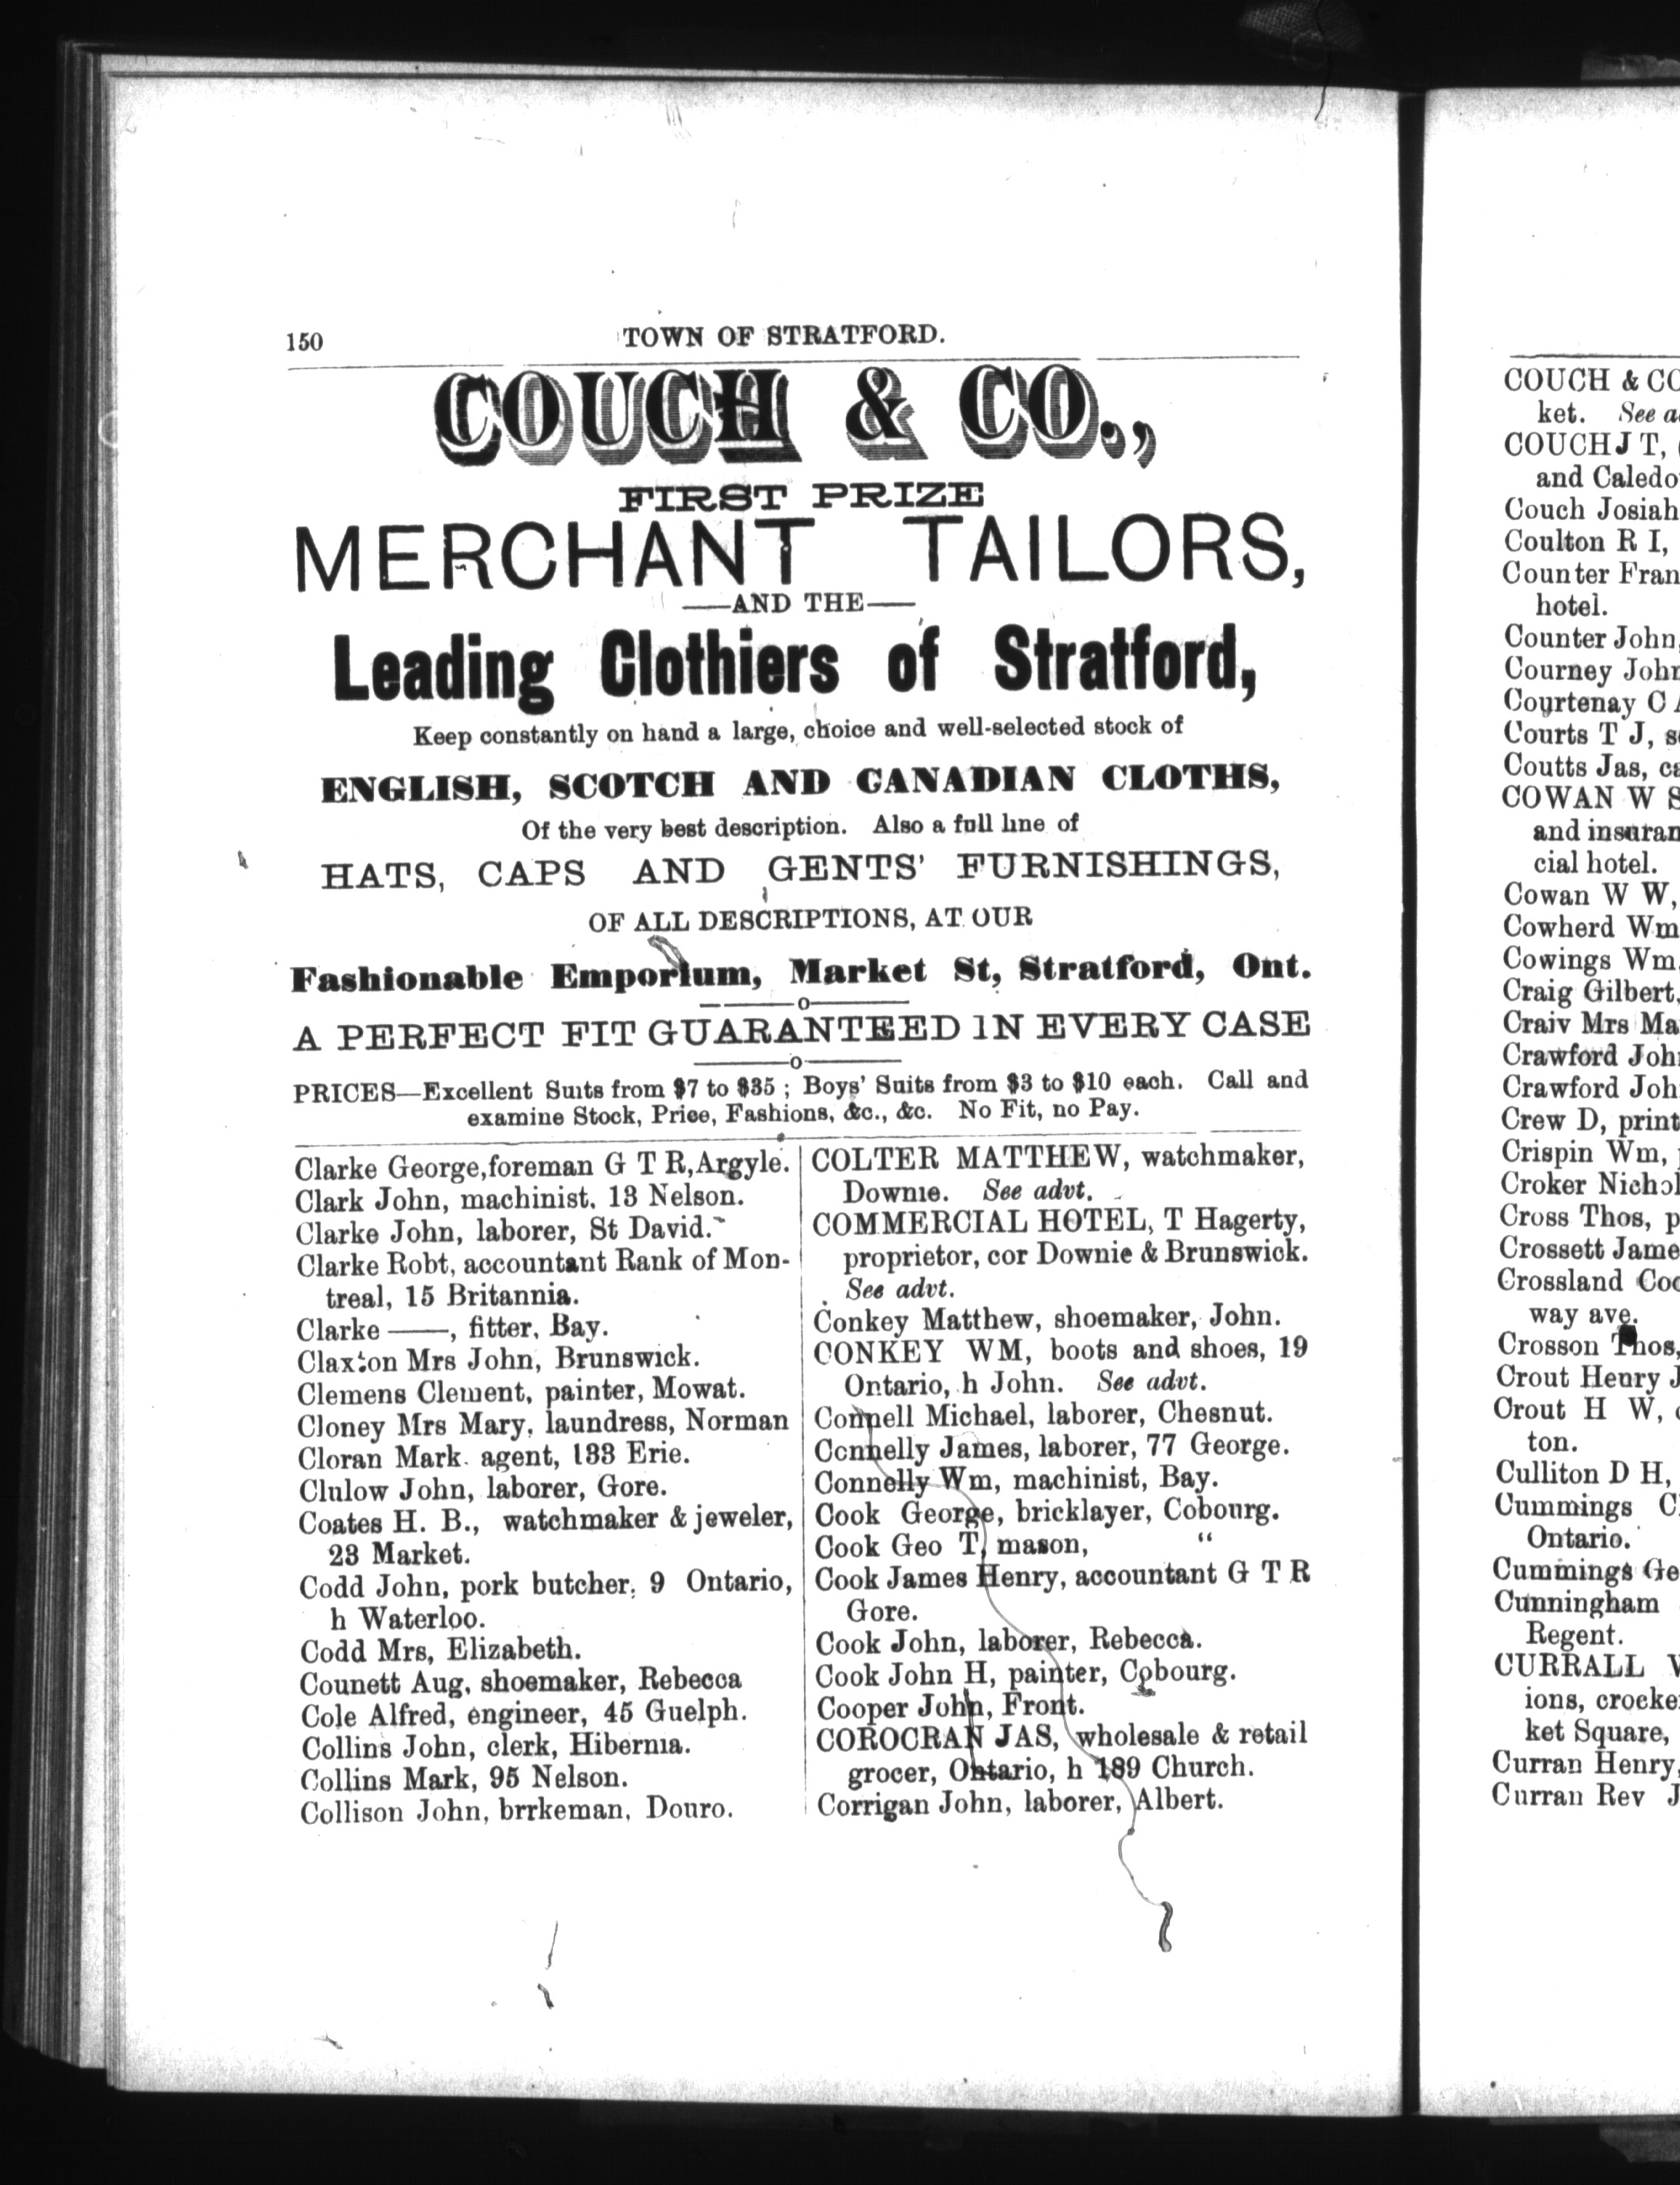 150
TOWN OF STRATFORD.
COUCH & CO.,
FIRST PRIZE
MERCHANT TAILORS,
—AND THE—
Leading Clothiers of Stratford,
Keep constantly on hand a large, choice and well-selected stock of
ENGLISH, SCOTCH AND CANADIAN CLOTHS,
Of the very best description. Also a full line of
HATS, CAPS AND GENTS' FURNISHINGS,
OF ALL DESCRIPTIONS, AT OUR
Fashionable Emporium, Market St, Stratford, Ont.
——o——
A PERFECT FIT GUARANTEED IN EVERY CASE
——o——
PRICES—Excellent Suits from $7 to $35 ; Boys' Suits from $3 to $10 each. Call and
examine Stock, Price, Fashions, &c., &c. No Fit, no Pay.
Clarke George,foreman G T R,Argyle.
Clark John, machinist, 13 Nelson.
Clarke John, laborer, St David.
Clarke Robt, accountant Rank of Mon-
treal, 15 Britannia.
Clarke ——, fitter, Bay.
Claxton Mrs John, Brunswick.
Clemens Clement, painter, Mowat.
Cloney Mrs Mary, laundress, Norman
Cloran Mark agent, 133 Erie.
Clulow John, laborer, Gore.
Coates H. B., watchmaker & jeweler,
23 Market.
Codd John, pork butcher, 9 Ontario,
h Waterloo.
Codd Mrs, Elizabeth.
Counett Aug, shoemaker, Rebecca
Cole Alfred, engineer, 45 Guelph.
Collins John, clerk, Hibernia.
Collins Mark, 95 Nelson.
Collison John, brrkeman, Douro.
COLTER MATTHEW, watchmaker,
Downie. See advt.
COMMERCIAL HOTEL, T Hagerty,
proprietor, cor Downie & Brunswick.
See advt.
Conkey Matthew, shoemaker, John.
CONKEY WM, boots and shoes, 19
Ontario, h John. See advt.
Connell Michael, laborer, Chesnut.
Connelly James, laborer, 77 George.
Connelly Wm, machinist, Bay.
Cook George, bricklayer, Cobourg.
Cook Geo T, mason, "
Cook James Henry, accountant G T R
Gore.
Cook John, laborer, Rebecca.
Cook John H, painter, Cobourg.
Cooper John, Front.
COROCRAN JAS, wholesale & retail
grocer, Ontario, h 189 Church.
Corrigan John, laborer, Albert.
COUCH & CO
ket. See
COUCH J T,
and
Couch Josiah
Coulton R I,
Counter
hotel.
Counter John,
Courney
Courtenay C
Courts T J,
Coutts Jas,
COWAN W
and
cial hotel.
Cowan W W,
Cowherd Wm
Cowings Wm,
Craig Gilbert,
Craiv Mrs
Crawford
Crawford
Crew D,
Crispin Wm,
Croker
Cross Thos,
Crossett
Crossland
way ave.
Crosson Thos,
Crout Henry
Crout H W,
ton.
Culliton D H,
Cummings
Ontario.
Cummings
Cunningham
Regent.
CURRALL
ions,
ket Square,
Curran Henry,
Curran Rev